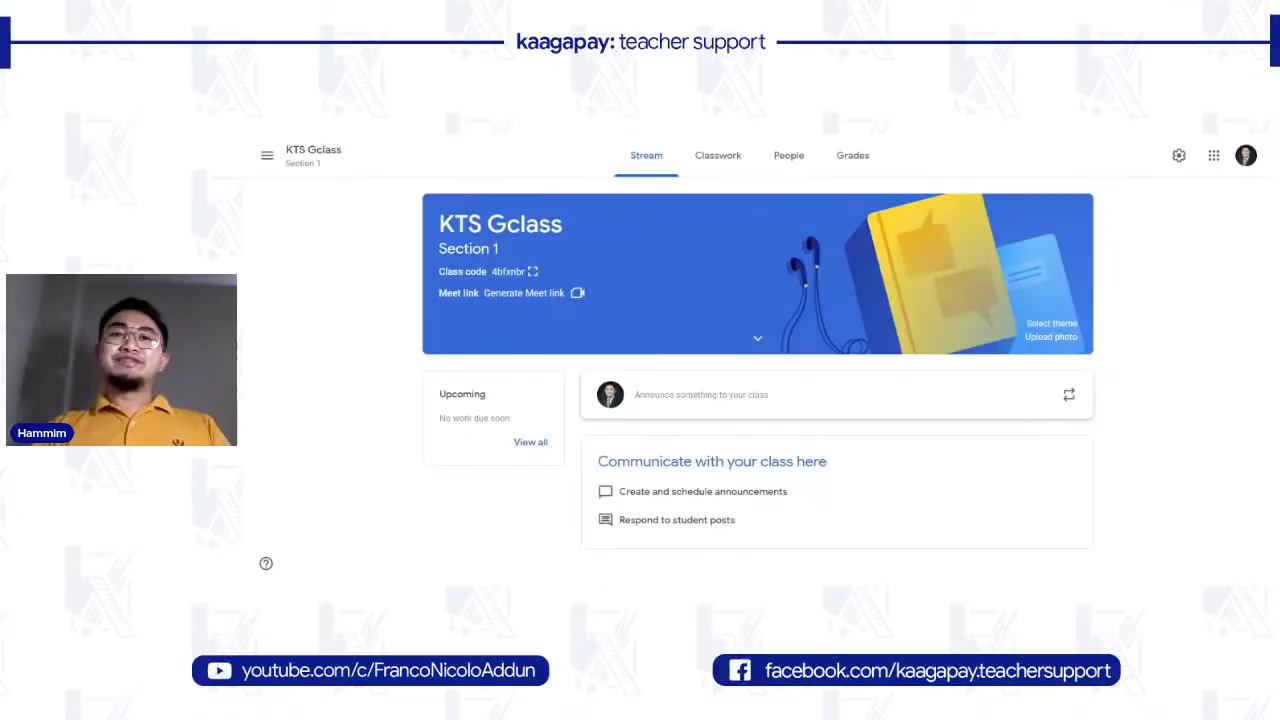 kaagapay: teacher support
KTS Gclass
Section 1
Stream
Classwork
People
Grades
KTS Gclass
Section 1
Class code 4bfxnbr
Meet link Generate Meet link
Select theme
Upload photo
Upcoming
No work due soon
View all
Announce something to your class
Communicate with your class here
Create and schedule announcements
Respond to student posts
Hammim
youtube.com/c/FrancoNicoloAddun
facebook.com/kaagapay.teachersupport